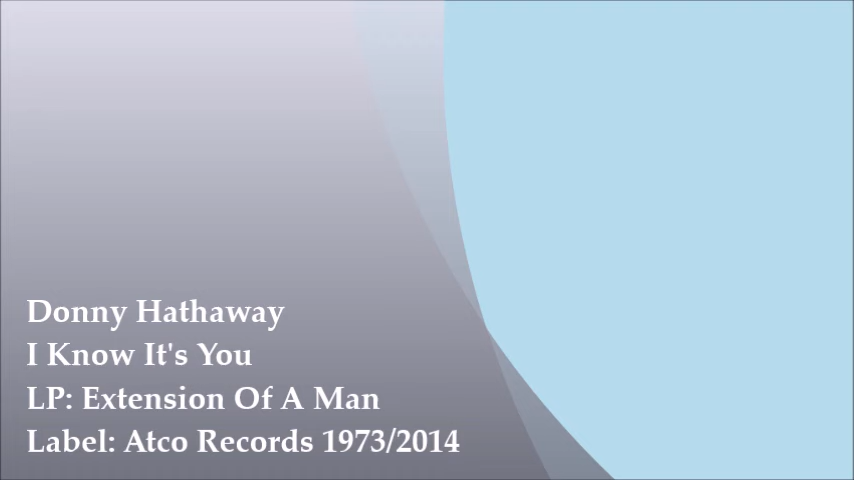 Donny Hathaway
I Know It's You
LP: Extension Of A Man
Label: Atco Records 1973/2014